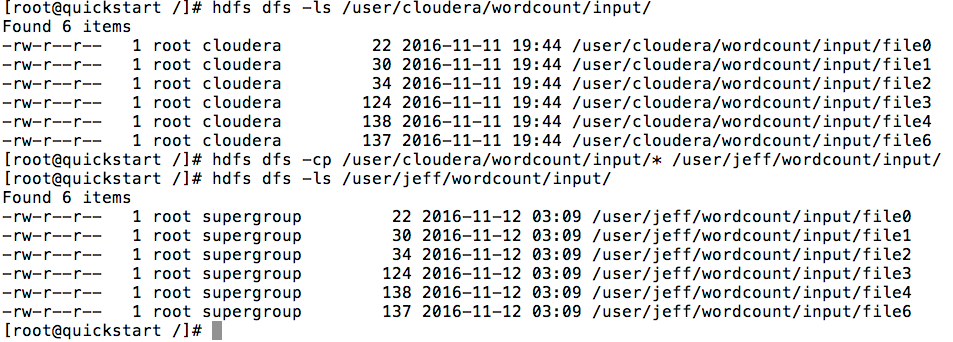 [root@quickstart /]# hdfs dfs -ls /user/cloudera/wordcount/input/
Found 6 items
-rw-r--r--   1 root cloudera         22 2016-11-11 19:44 /user/cloudera/wordcount/input/file0
-rw-r--r--   1 root cloudera         30 2016-11-11 19:44 /user/cloudera/wordcount/input/file1
-rw-r--r--   1 root cloudera         34 2016-11-11 19:44 /user/cloudera/wordcount/input/file2
-rw-r--r--   1 root cloudera        124 2016-11-11 19:44 /user/cloudera/wordcount/input/file3
-rw-r--r--   1 root cloudera        138 2016-11-11 19:44 /user/cloudera/wordcount/input/file4
-rw-r--r--   1 root cloudera        137 2016-11-11 19:44 /user/cloudera/wordcount/input/file6
[root@quickstart /]# hdfs dfs -cp /user/cloudera/wordcount/input/* /user/jeff/wordcount/input/
[root@quickstart /]# hdfs dfs -ls /user/jeff/wordcount/input/
Found 6 items
-rw-r--r--   1 root supergroup         22 2016-11-12 03:09 /user/jeff/wordcount/input/file0
-rw-r--r--   1 root supergroup         30 2016-11-12 03:09 /user/jeff/wordcount/input/file1
-rw-r--r--   1 root supergroup         34 2016-11-12 03:09 /user/jeff/wordcount/input/file2
-rw-r--r--   1 root supergroup        124 2016-11-12 03:09 /user/jeff/wordcount/input/file3
-rw-r--r--   1 root supergroup        138 2016-11-12 03:09 /user/jeff/wordcount/input/file4
-rw-r--r--   1 root supergroup        137 2016-11-12 03:09 /user/jeff/wordcount/input/file6
[root@quickstart /]#